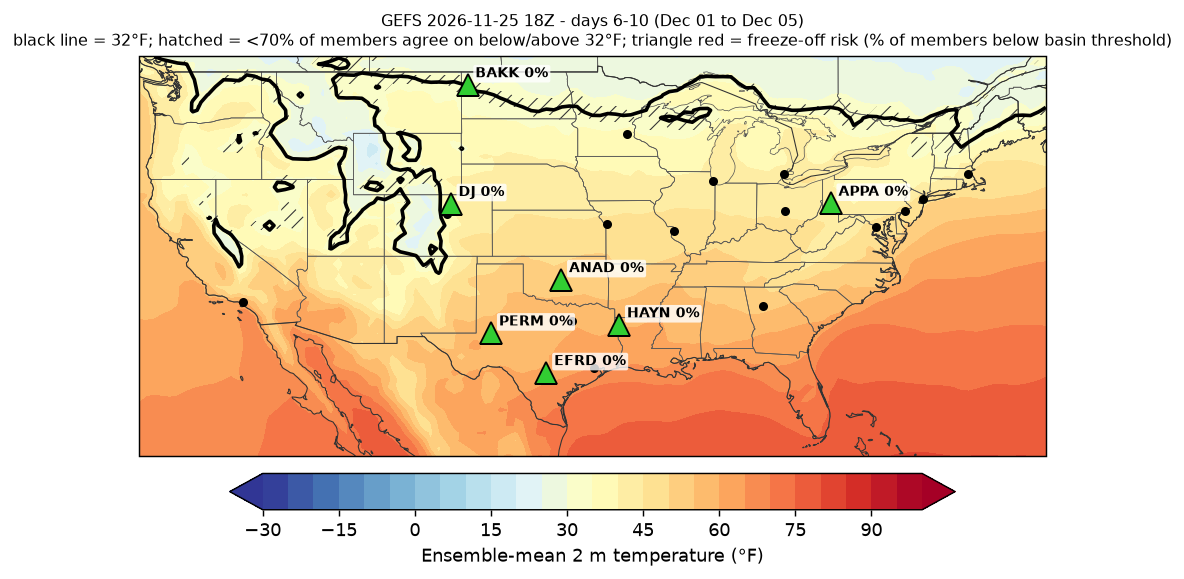 GEFS 2026-11-25 18Z - days 6-10 (Dec 01 to Dec 05)
black line = 32°F; hatched = <70% of members agree on below/above 32°F; triangle red = freeze-off risk (% of members below basin threshold)
BAKK 0%
DJ 0%
APPA 0%
ANAD 0%
HAYN 0%
PERM 0%
EFRD 0%
−30 −15 0 15 30 45 60 75 90
Ensemble-mean 2 m temperature (°F)